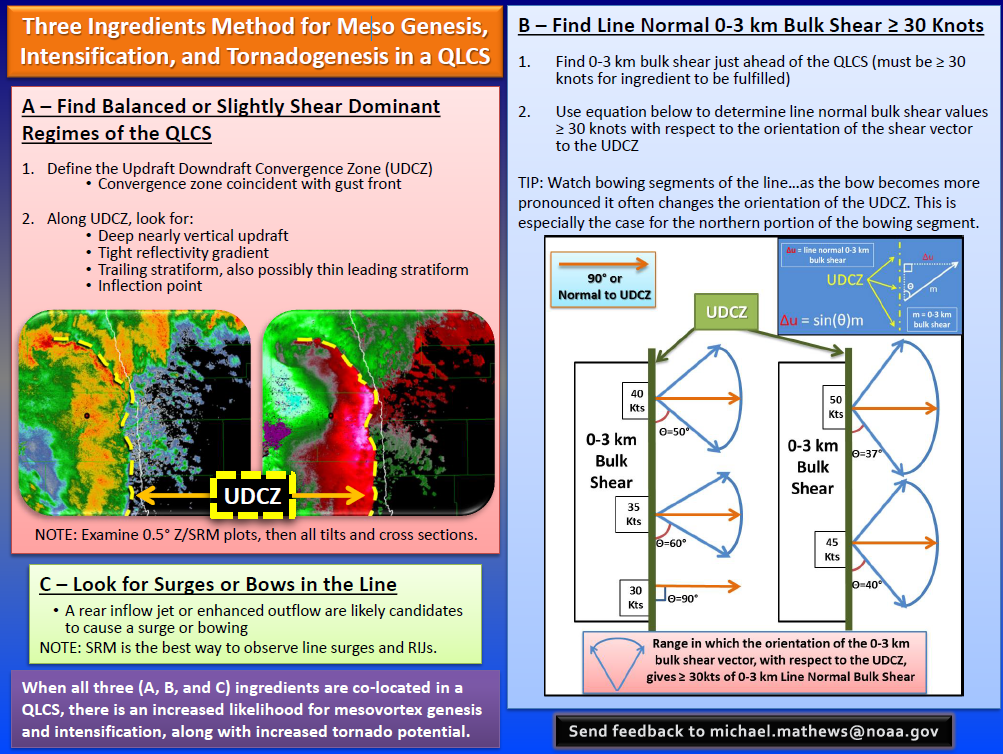 Three Ingredients Method for Meso Genesis,
Intensification, and Tornadogenesis in a QLCS
A – Find Balanced or Slightly Shear Dominant
Regimes of the QLCS
1. Define the Updraft Downdraft Convergence Zone (UDCZ)
• Convergence zone coincident with gust front
2. Along UDCZ, look for:
• Deep nearly vertical updraft
• Tight reflectivity gradient
• Trailing stratiform, also possibly thin leading stratiform
• Inflection point
UDCZ
NOTE: Examine 0.5° Z/SRM plots, then all tilts and cross sections.
C – Look for Surges or Bows in the Line
• A rear inflow jet or enhanced outflow are likely candidates
to cause a surge or bowing
NOTE: SRM is the best way to observe line surges and RIJs.
When all three (A, B, and C) ingredients are co-located in a
QLCS, there is an increased likelihood for mesovortex genesis
and intensification, along with increased tornado potential.
B – Find Line Normal 0-3 km Bulk Shear ≥ 30 Knots
1. Find 0-3 km bulk shear just ahead of the QLCS (must be ≥ 30
knots for ingredient to be fulfilled)
2. Use equation below to determine line normal bulk shear values
≥ 30 knots with respect to the orientation of the shear vector
to the UDCZ
TIP: Watch bowing segments of the line…as the bow becomes more
pronounced it often changes the orientation of the UDCZ. This is
especially the case for the northern portion of the bowing segment.
90° or
Normal to UDCZ
Δu = line normal 0-3 km
bulk shear
UDCZ
Δu
Θ
m
Δu = sin(θ)m
m = 0-3 km
bulk shear
UDCZ
40
Kts
Θ=50°
0-3 km
Bulk
Shear
35
Kts
Θ=60°
30
Kts
Θ=90°
50
Kts
Θ=37°
0-3 km
Bulk
Shear
45
Kts
Θ=40°
Range in which the orientation of the 0-3 km
bulk shear vector, with respect to the UDCZ,
gives ≥ 30kts of 0-3 km Line Normal Bulk Shear
Send feedback to michael.mathews@noaa.gov